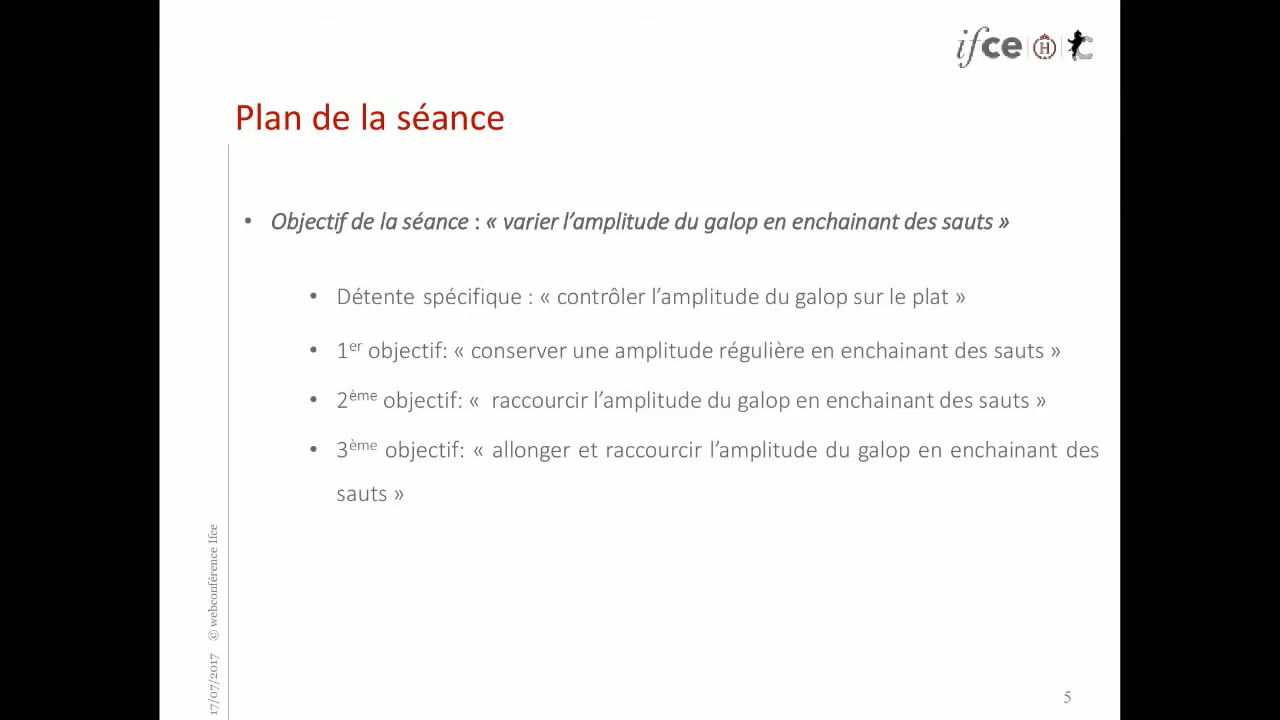 ifce H C
Plan de la séance
• Objectif de la séance : « varier l’amplitude du galop en enchainant des sauts »
• Détente spécifique : « contrôler l’amplitude du galop sur le plat »
• 1er objectif: « conserver une amplitude régulière en enchainant des sauts »
• 2ème objectif: « raccourcir l’amplitude du galop en enchainant des sauts »
• 3ème objectif: « allonger et raccourcir l’amplitude du galop en enchainant des
sauts »
17/07/2017 © webconférence Ifce
5